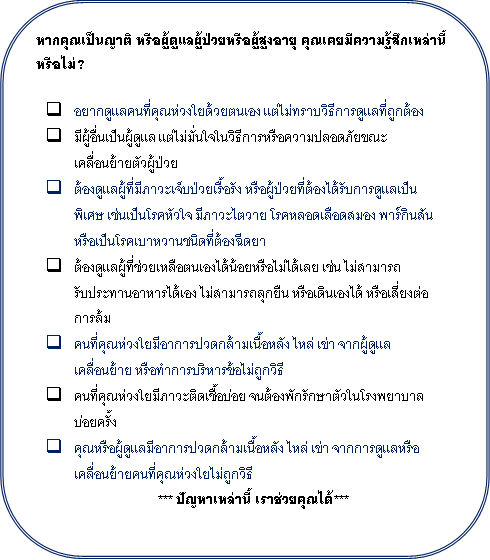 หากคุณเป็นญาติ หรือผู้ดูแลผู้ป่วยหรือผู้สูงอายุ คุณเคยมีความรู้สึกเหล่านี้
หรือไม่?
❑ อยากดูแลคนที่คุณห่วงใยด้วยตนเอง แต่ไม่ทราบวิธีการดูแลที่ถูกต้อง
❑ มีผู้อื่นเป็นผู้ดูแล แต่ไม่มั่นใจในวิธีการหรือความปลอดภัยขณะ
เคลื่อนย้ายตัวผู้ป่วย
❑ ต้องดูแลผู้ที่มีภาวะเจ็บป่วยเรื้อรัง หรือผู้ป่วยที่ต้องได้รับการดูแลเป็น
พิเศษ เช่นเป็นโรคหัวใจ มีภาวะไตวาย โรคหลอดเลือดสมอง พาร์กินสัน
หรือเป็นโรคเบาหวานชนิดที่ต้องฉีดยา
❑ ต้องดูแลผู้ที่ช่วยเหลือตนเองได้น้อยหรือไม่ได้เลย เช่น ไม่สามารถ
รับประทานอาหารได้เอง ไม่สามารถลุกยืน หรือเดินเองได้ หรือเสี่ยงต่อ
การล้ม
❑ คนที่คุณห่วงใยมีอาการปวดกล้ามเนื้อหลัง ไหล่ เข่า จากผู้ดูแล
เคลื่อนย้าย หรือทำการบริหารข้อไม่ถูกวิธี
❑ คนที่คุณห่วงใยมีภาวะติดเชื้อบ่อย จนต้องพักรักษาตัวในโรงพยาบาล
บ่อยครั้ง
❑ คุณหรือผู้ดูแลมีอาการปวดกล้ามเนื้อหลัง ไหล่ เข่า จากการดูแลหรือ
เคลื่อนย้ายคนที่คุณห่วงใยไม่ถูกวิธี
*** ปัญหาเหล่านี้ เราช่วยคุณได้***